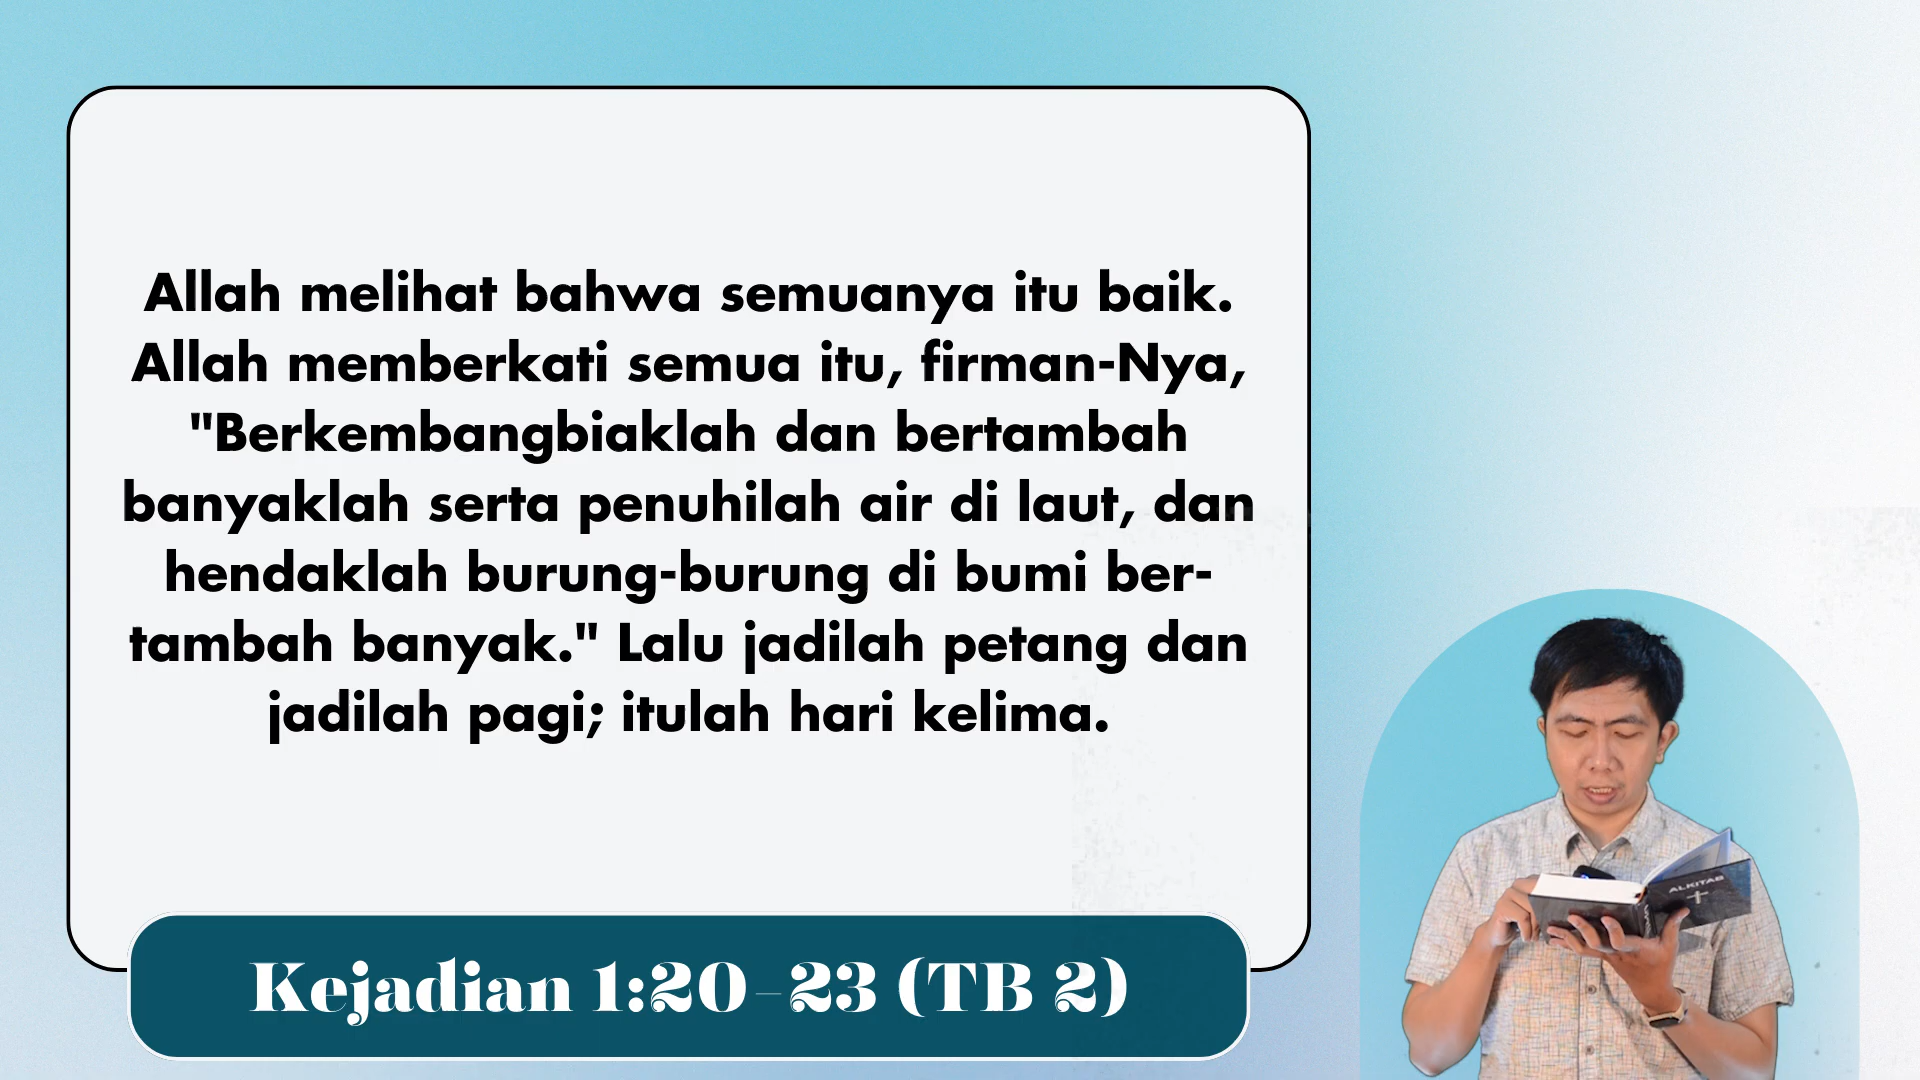 Allah melihat bahwa semuanya itu baik.
Allah memberkati semua itu, firman-Nya,
"Berkembangbiaklah dan bertambah
banyaklah serta penuhilah air di laut, dan
hendaklah burung-burung di bumi ber-
tambah banyak." Lalu jadilah petang dan
jadilah pagi; itulah hari kelima.
Kejadian 1:20-23 (TB 2)
ALKITAB